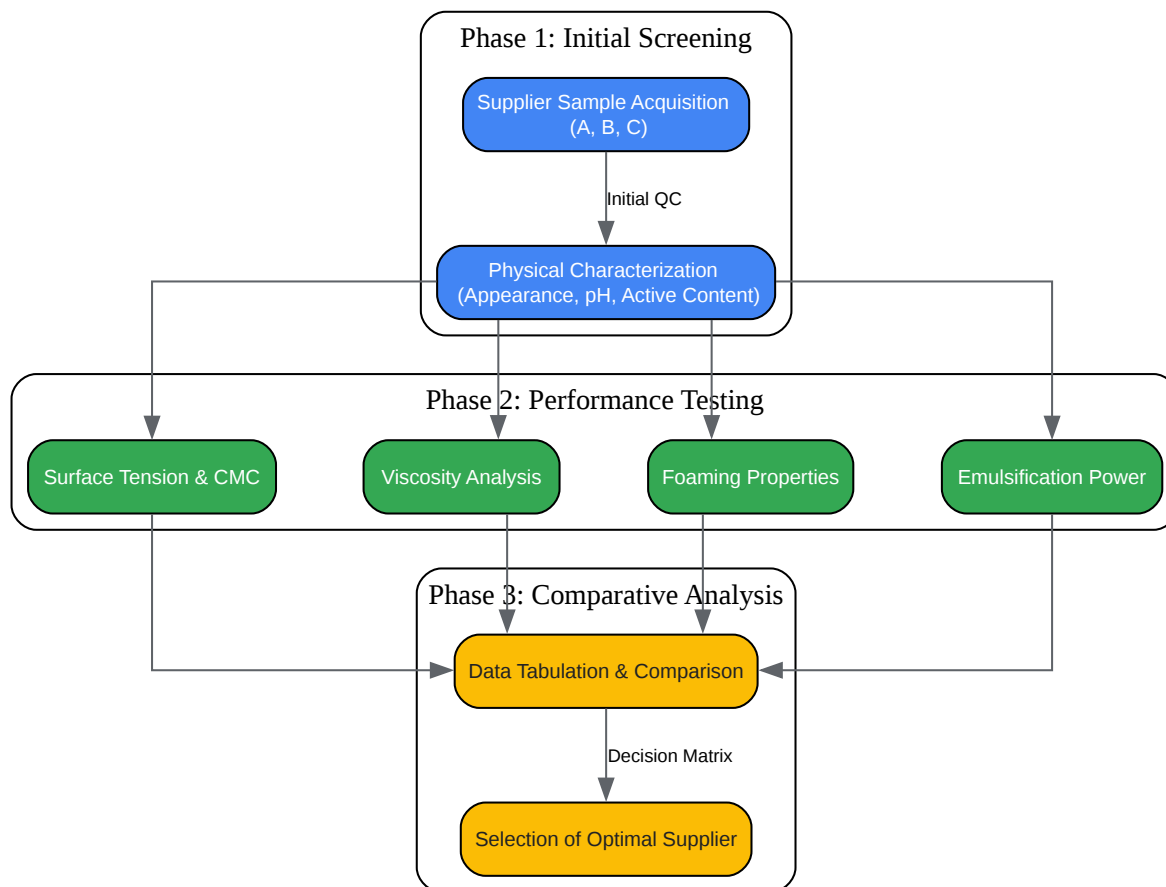 Phase 1: Initial Screening
Supplier Sample Acquisition
(A, B, C)
Initial QC
Physical Characterization
(Appearance, pH, Active Content)
Phase 2: Performance Testing
Surface Tension & CMC
Viscosity Analysis
Foaming Properties
Emulsification Power
Phase 3: Comparative Analysis
Data Tabulation & Comparison
Decision Matrix
Selection of Optimal Supplier